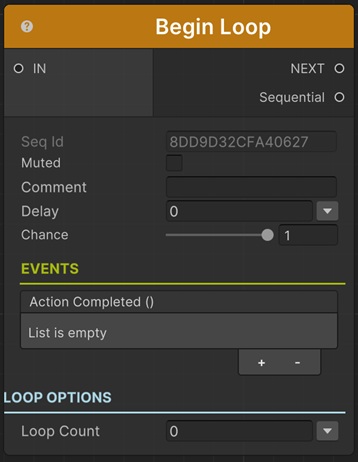 Begin Loop
IN
NEXT
Sequential
Seq Id 8DD9D32CFA40627
Muted
Comment
Delay 0
Chance 1
EVENTS
Action Completed ()
List is empty
+ -
LOOP OPTIONS
Loop Count 0